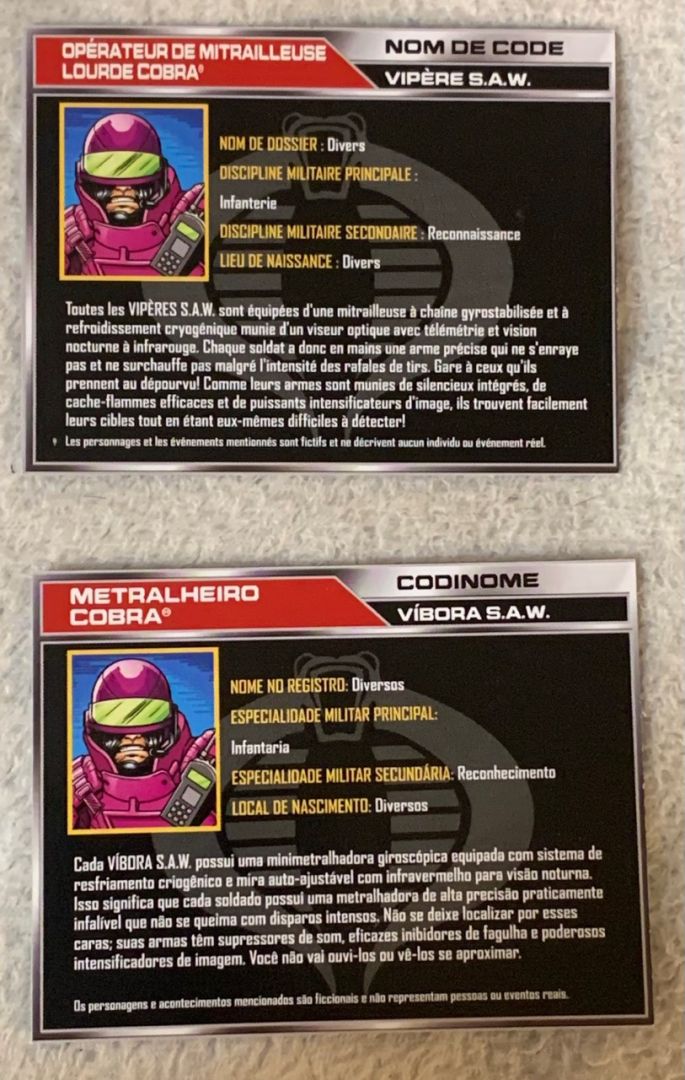 OPÉRATEUR DE MITRAILLEUSE
LOURDE COBRA®
NOM DE CODE
VIPÈRE S.A.W.
NOM DE DOSSIER : Divers
DISCIPLINE MILITAIRE PRINCIPALE :
Infanterie
DISCIPLINE MILITAIRE SECONDAIRE : Reconnaissance
LIEU DE NAISSANCE : Divers
Toutes les VIPÈRES S.A.W. sont équipées d'une mitrailleuse à chaîne gyrostabilisée et à
refroidissement cryogénique munie d'un viseur optique avec télémétrie et vision
nocturne à infrarouge. Chaque soldat a donc en mains une arme précise qui ne s'enraye
pas et ne surchauffe pas malgré l'intensité des rafales de tirs. Gare à ceux qu'ils
prennent au dépourvu! Comme leurs armes sont munies de silencieux intégrés, de
cache-flammes efficaces et de puissants intensificateurs d'image, ils trouvent facilement
leurs cibles tout en étant eux-mêmes difficiles à détecter!
Les personnages et les événements mentionnés sont fictifs et ne décrivent aucun individu ou événement réel.
METRALHEIRO
COBRA®
CODINOME
VÍBORA S.A.W.
NOME NO REGISTRO: Diversos
ESPECIALIDADE MILITAR PRINCIPAL:
Infantaria
ESPECIALIDADE MILITAR SECUNDÁRIA: Reconhecimento
LOCAL DE NASCIMENTO: Diversos
Cada VÍBORA S.A.W. possui uma minimetralhadora giroscópica equipada com sistema de
resfriamento criogênico e mira auto-ajustável com infravermelho para visão noturna.
Isso significa que cada soldado possui uma metralhadora de alta precisão praticamente
infalível que não se queima com disparos intensos. Não se deixe localizar por esses
caras; suas armas têm supressores de som, eficazes inibidores de fagulha e poderosos
intensificadores de imagem. Você não vai ouvi-los ou vê-los se aproximar.
Os personagens e acontecimentos mencionados são ficcionais e não representam pessoas ou eventos reais.